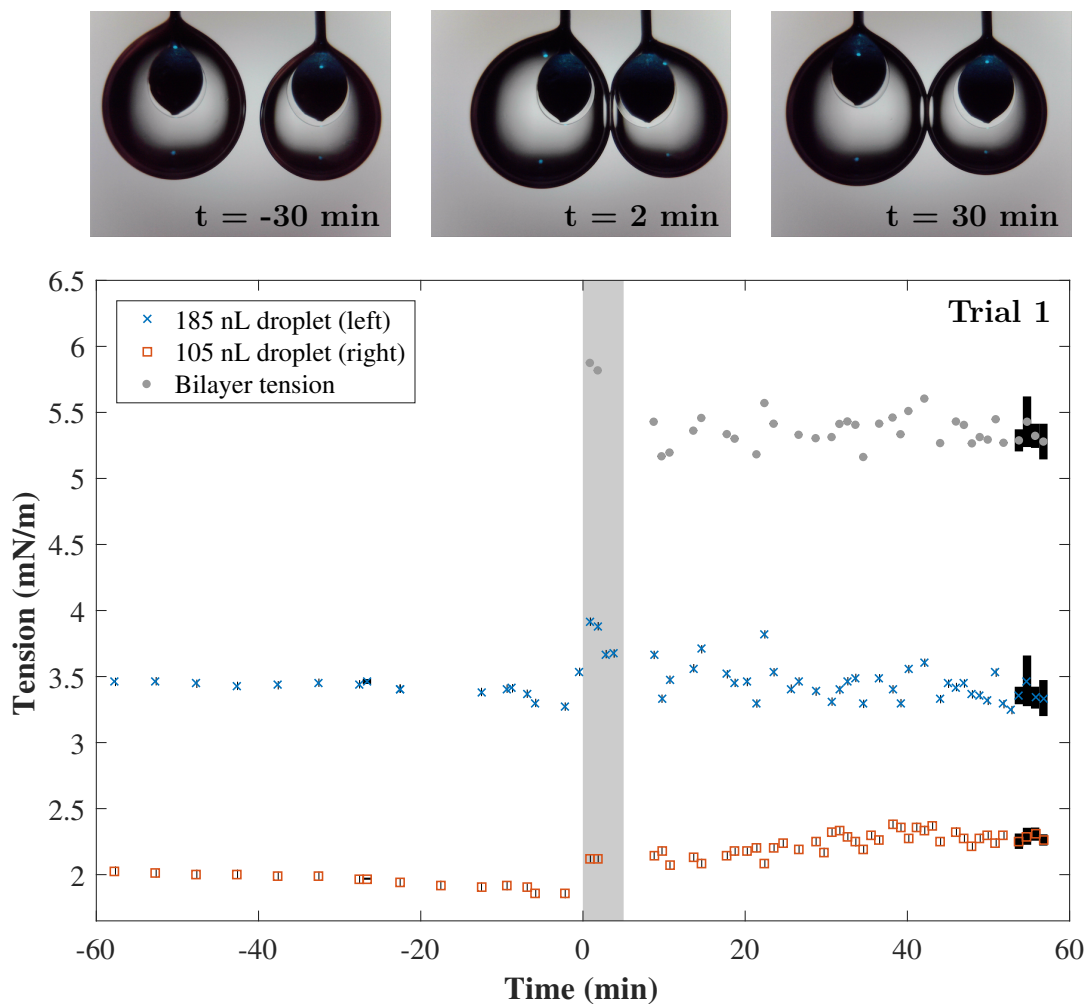 t = -30 min
t = 2 min
t = 30 min
Trial 1
185 nL droplet (left)
105 nL droplet (right)
Bilayer tension
Tension (mN/m)
6.5
6
5.5
5
4.5
4
3.5
3
2.5
2
-60
-40
-20
0
20
40
60
Time (min)